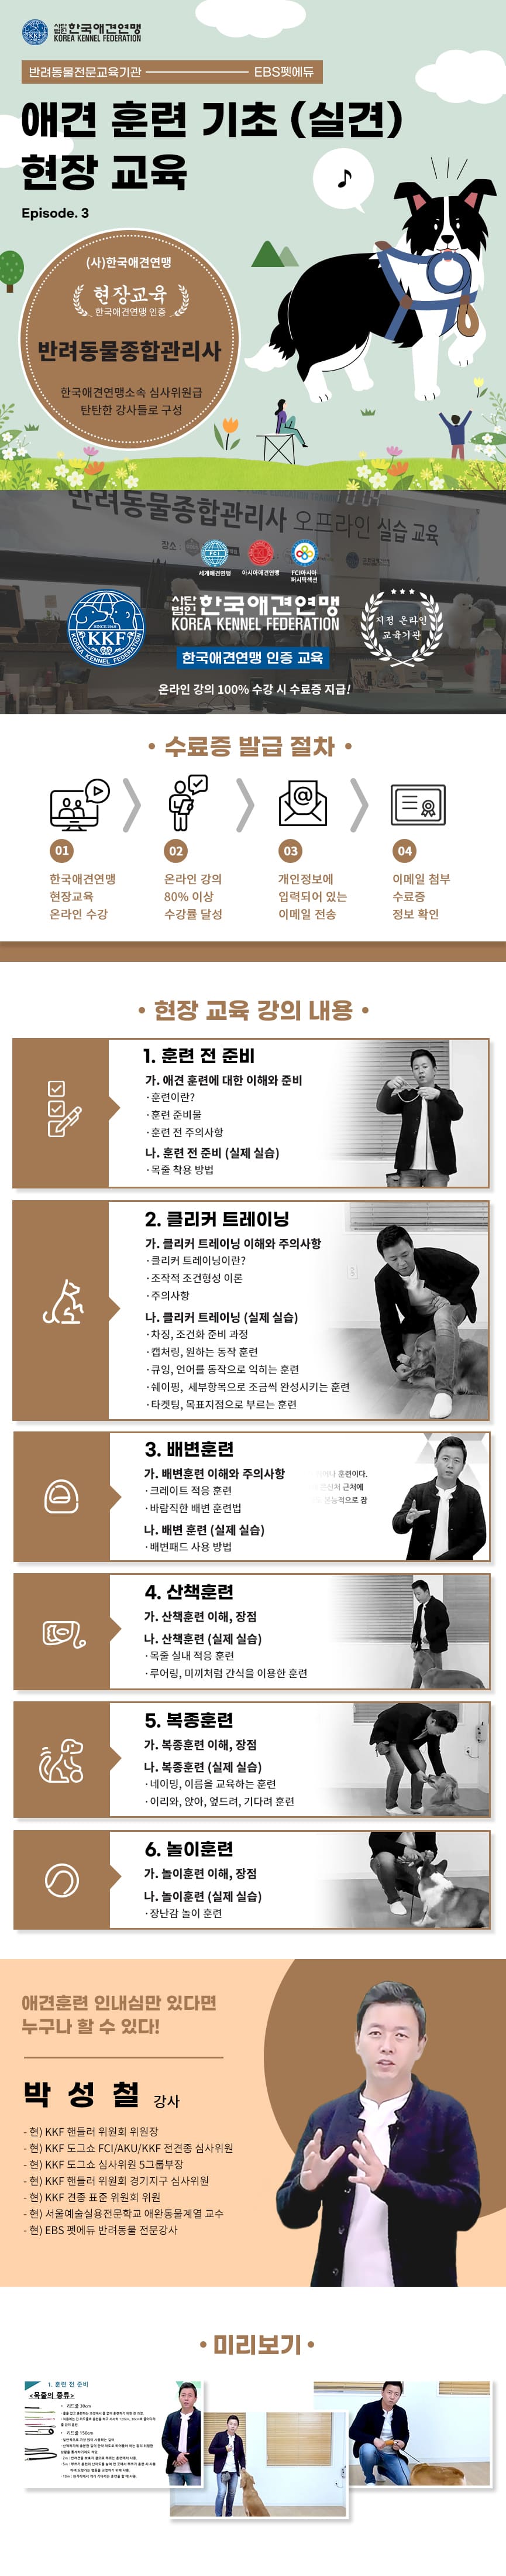 KKF
사단법인 한국애견연맹
KOREA KENNEL FEDERATION
반려동물전문교육기관
EBS펫에듀
애견 훈련 기초 (실견)
현장 교육
Episode. 3
(사)한국애견연맹
현장교육
한국애견연맹 인증
반려동물종합관리사
한국애견연맹소속 심사위원급
탄탄한 강사들로 구성
반려동물종합관리사 오프라인 실습 교육
장소 :
FCI
세계애견연맹
아시아애견연맹
FCI아시아
퍼시픽섹션
KKF
KOREA KENNEL FEDERATION
사단법인 한국애견연맹
KOREA KENNEL FEDERATION
한국애견연맹 인증 교육
지정 온라인
교육기관
온라인 강의 100% 수강 시 수료증 지급!
• 수료증 발급 절차 •
01
한국애견연맹
현장교육
온라인 수강
02
온라인 강의
80% 이상
수강률 달성
03
개인정보에
입력되어 있는
이메일 전송
04
이메일 첨부
수료증
정보 확인
• 현장 교육 강의 내용 •
1. 훈련 전 준비
가. 애견 훈련에 대한 이해와 준비
·훈련이란?
·훈련 준비물
·훈련 전 주의사항
나. 훈련 전 준비 (실제 실습)
·목줄 착용 방법
2. 클리커 트레이닝
가. 클리커 트레이닝 이해와 주의사항
·클리커 트레이닝이란?
·조작적 조건형성 이론
·주의사항
나. 클리커 트레이닝 (실제 실습)
·차징, 조건화 준비 과정
·캡처링, 원하는 동작 훈련
·큐잉, 언어를 동작으로 익히는 훈련
·쉐이핑, 세부항목으로 조금씩 완성시키는 훈련
·타켓팅, 목표지점으로 부르는 훈련
3. 배변훈련
가. 배변훈련 이해와 주의사항
·크레이트 적응 훈련
·바람직한 배변 훈련법
나. 배변 훈련 (실제 실습)
·배변패드 사용 방법
훈련이다.
근처에
본능적으로 잠
4. 산책훈련
가. 산책훈련 이해, 장점
나. 산책훈련 (실제 실습)
·목줄 실내 적응 훈련
·루어링, 미끼처럼 간식을 이용한 훈련
5. 복종훈련
가. 복종훈련 이해, 장점
나. 복종훈련 (실제 실습)
·네이밍, 이름을 교육하는 훈련
·이리와, 앉아, 엎드려, 기다려 훈련
6. 놀이훈련
가. 놀이훈련 이해, 장점
나. 놀이훈련 (실제 실습)
·장난감 놀이 훈련
애견훈련 인내심만 있다면
누구나 할 수 있다!
박 성 철 강사
- 현) KKF 핸들러 위원회 위원장
- 현) KKF 도그쇼 FCI/AKU/KKF 전견종 심사위원
- 현) KKF 도그쇼 심사위원 5그룹부장
- 현) KKF 핸들러 위원회 경기지구 심사위원
- 현) KKF 견종 표준 위원회 위원
- 현) 서울예술실용전문학교 애완동물계열 교수
- 현) EBS 펫에듀 반려동물 전문강사
• 미리보기 •
1. 훈련 전 준비
<목줄의 종류>
리드줄 30cm
리드줄 150cm